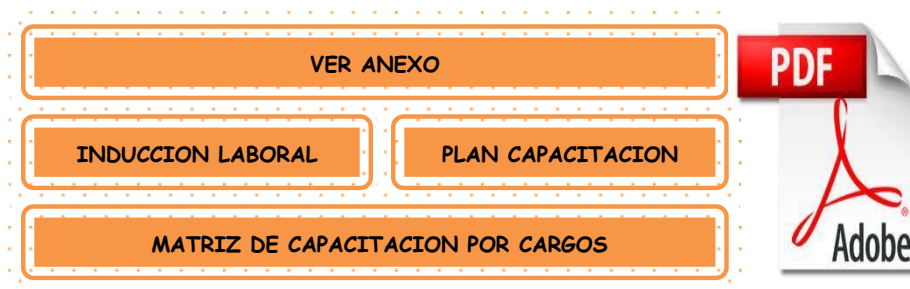 VER ANEXO
PDF
INDUCCION LABORAL
PLAN CAPACITACION
MATRIZ DE CAPACITACION POR CARGOS
Adobe